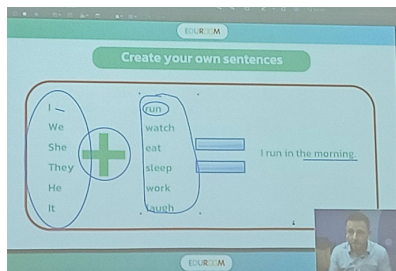 EDUROOM
Create your own sentences
I
We
She
They
He
It
run
watch
eat
sleep
work
laugh
I run in the morning
EDUROOM